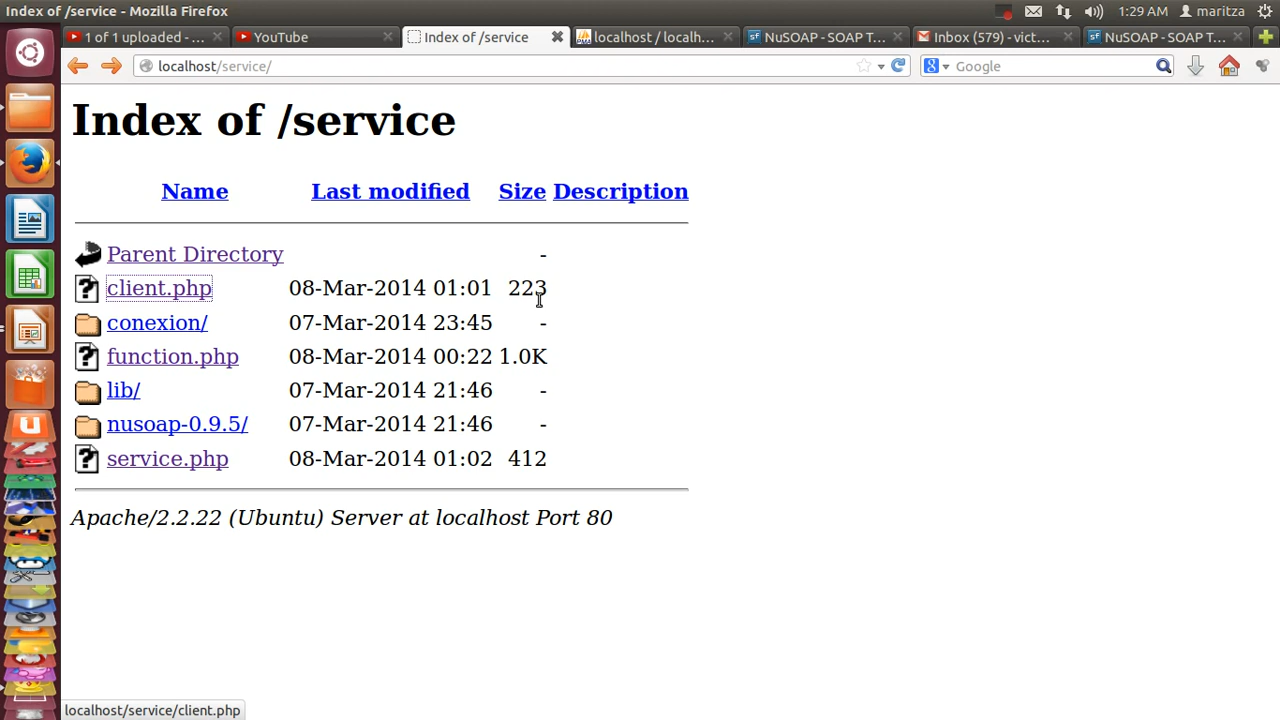 Index of /service - Mozilla Firefox
1:29 AM maritza
1 of 1 uploaded - ...
YouTube
Index of /service
localhost / localh...
NuSOAP - SOAP T...
Inbox (579) - vict...
NuSOAP - SOAP T...
localhost/service/
Google
Index of /service
Name Last modified Size Description
Parent Directory -
client.php 08-Mar-2014 01:01 223
conexion/ 07-Mar-2014 23:45 -
function.php 08-Mar-2014 00:22 1.0K
lib/ 07-Mar-2014 21:46 -
nusoap-0.9.5/ 07-Mar-2014 21:46 -
service.php 08-Mar-2014 01:02 412
Apache/2.2.22 (Ubuntu) Server at localhost Port 80
localhost/service/client.php